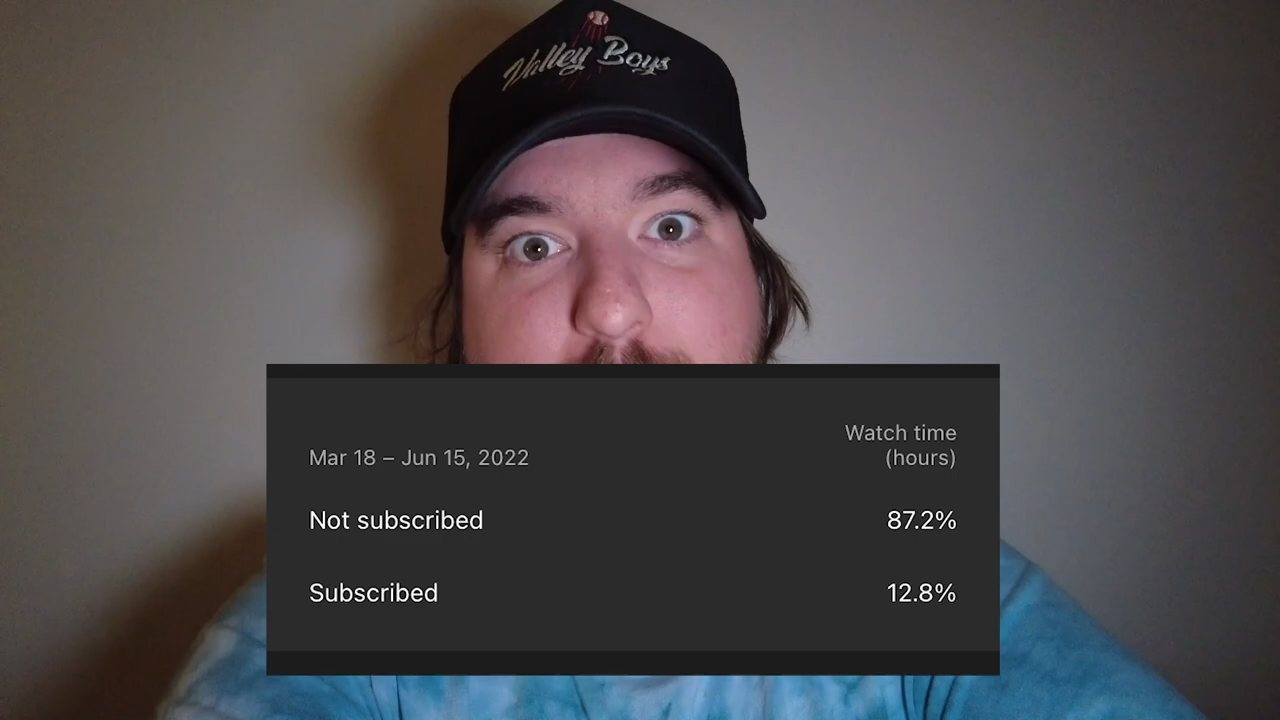 Valley Boys
Watch time
Mar 18 – Jun 15, 2022 (hours)
Not subscribed 87.2%
Subscribed 12.8%